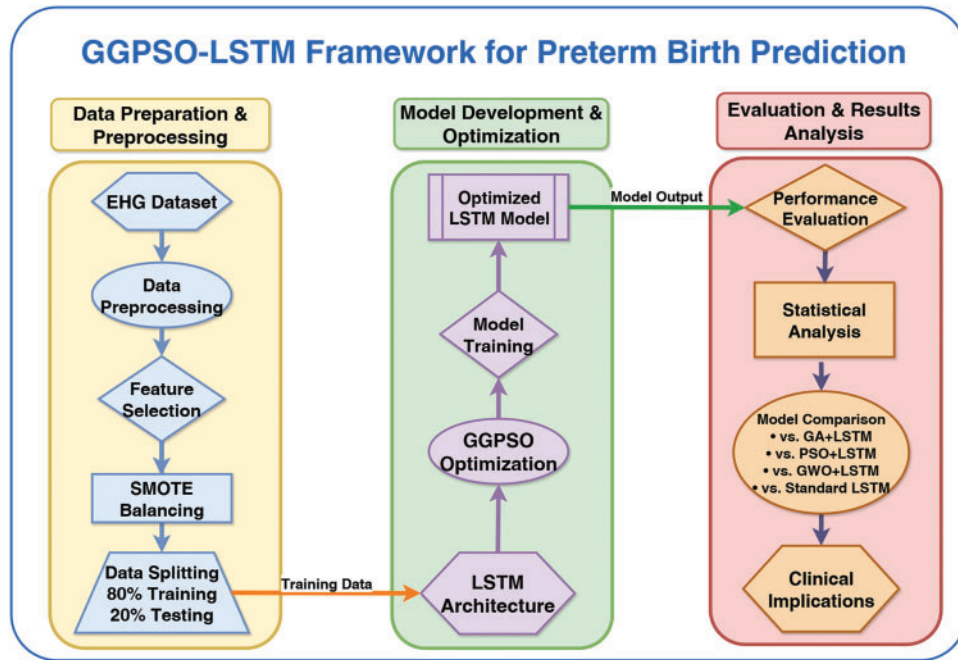 GGPSO-LSTM Framework for Preterm Birth Prediction
Data Preparation &
Preprocessing
EHG Dataset
Data
Preprocessing
Feature
Selection
SMOTE
Balancing
Data Splitting
80% Training
20% Testing
Training Data
Model Development &
Optimization
Optimized
LSTM Model
Model
Training
GGPSO
Optimization
LSTM
Architecture
Model Output
Evaluation & Results
Analysis
Performance
Evaluation
Statistical
Analysis
Model Comparison
• vs. GA+LSTM
• vs. PSO+LSTM
• vs. GWO+LSTM
• vs. Standard LSTM
Clinical
Implications